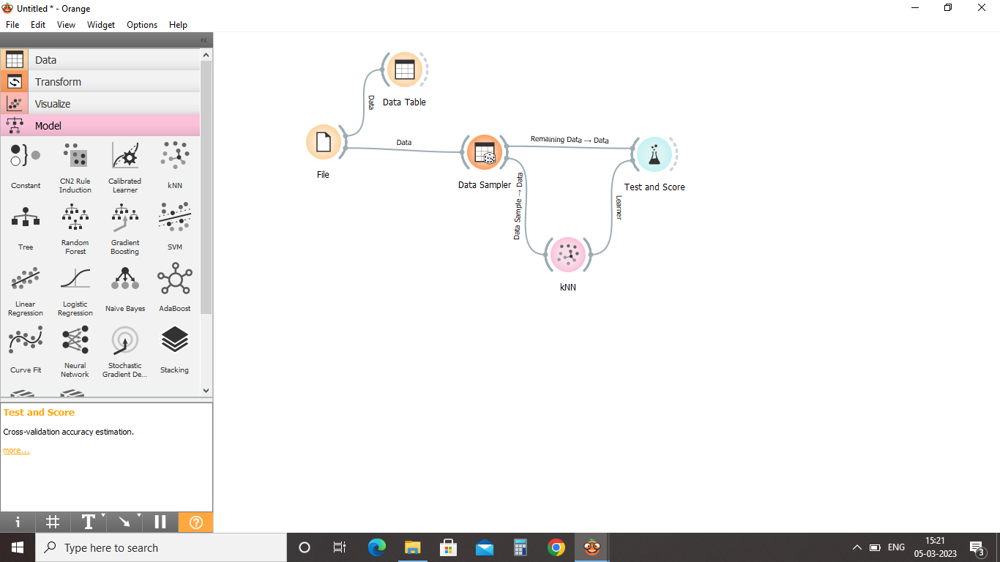 Untitled * - Orange
File Edit View Widget Options Help
Data
Transform
Visualize
Model
Constant
CN2 Rule
Induction
Calibrated
Learner
kNN
Tree
Random
Forest
Gradient
Boosting
SVM
Linear
Regression
Logistic
Regression
Naive Bayes
AdaBoost
Curve Fit
Neural
Network
Stochastic
Gradient De...
Stacking
Test and Score
Cross-validation accuracy estimation.
more...
Data Table
Data
File
Data
Data Sampler
Remaining Data → Data
Data Sample → Data
Test and Score
Learner
kNN
Type here to search
ENG
15:21
05-03-2023
3